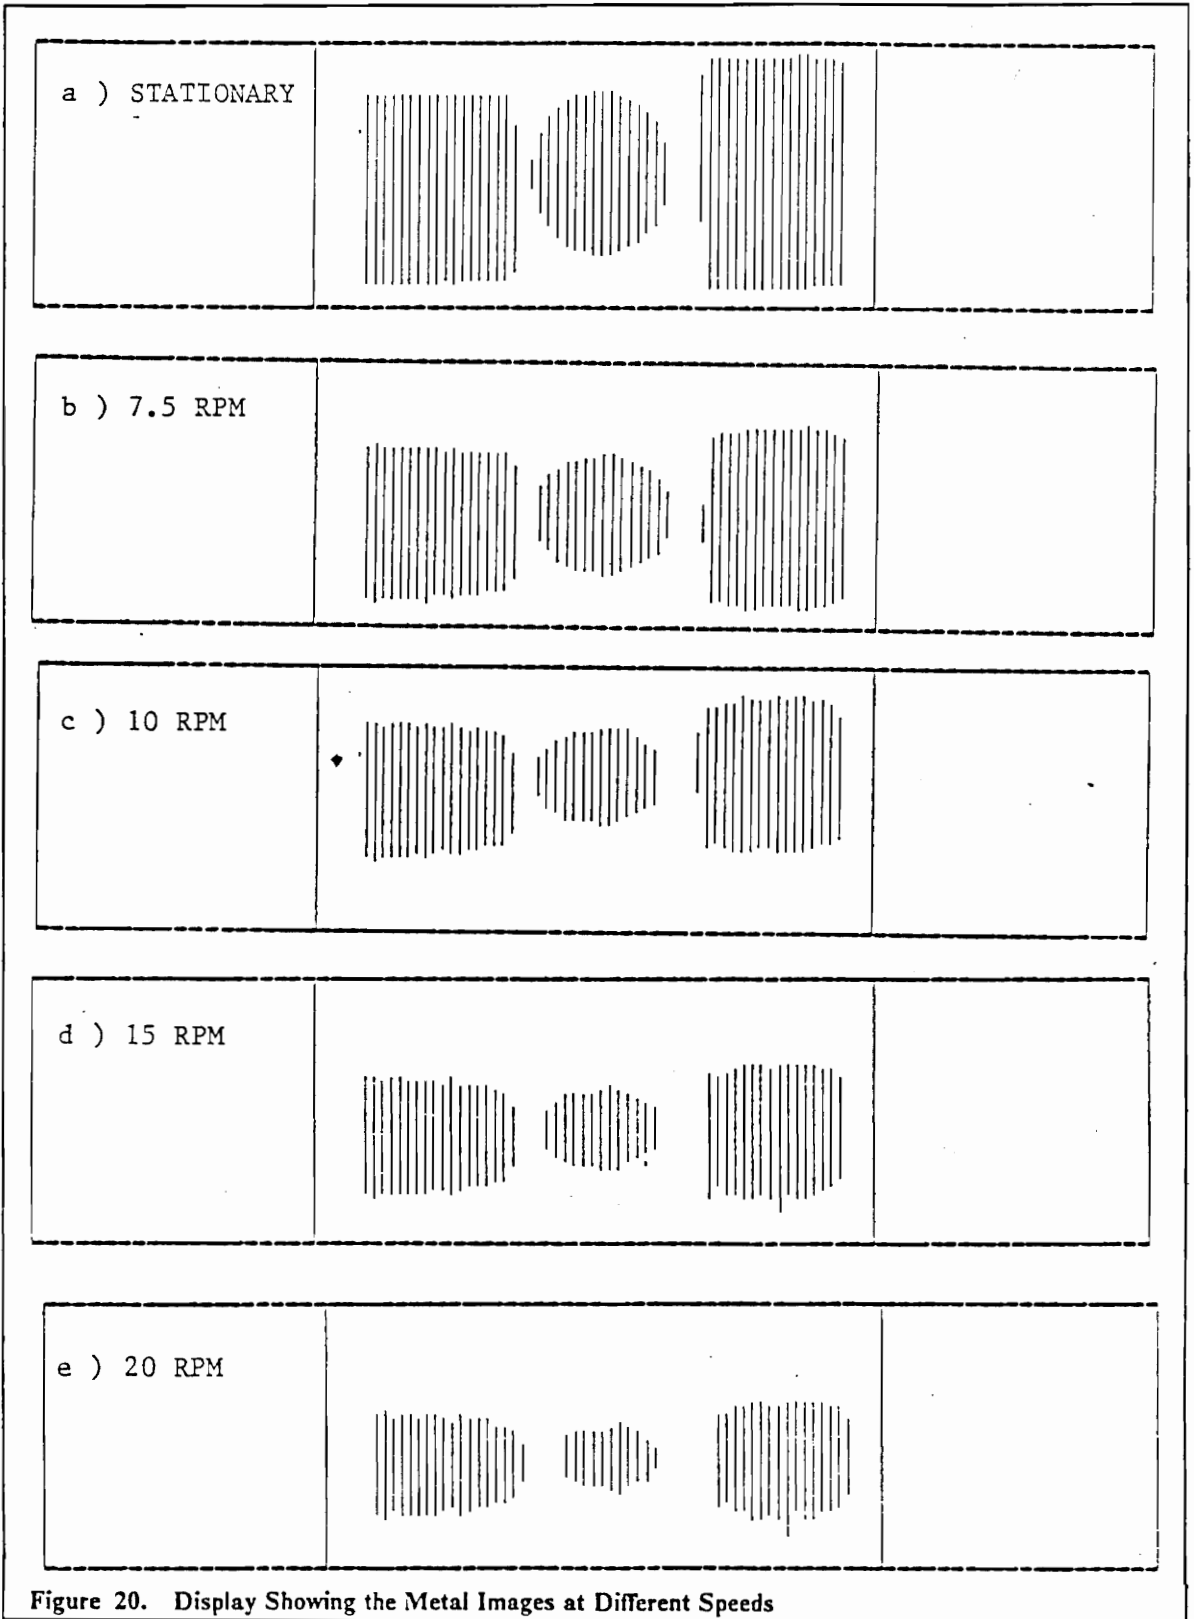 a ) STATIONARY
b ) 7.5 RPM
c ) 10 RPM
d ) 15 RPM
e ) 20 RPM
Figure 20. Display Showing the Metal Images at Different Speeds